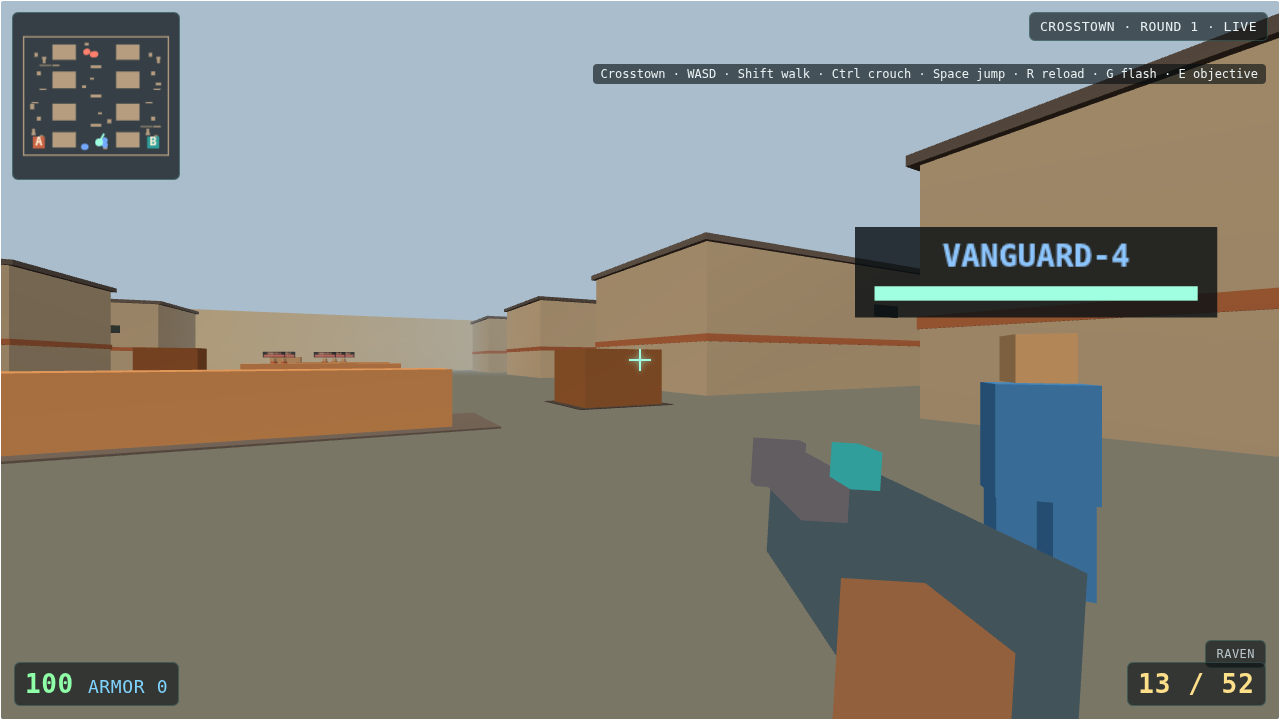 CROSSTOWN · ROUND 1 · LIVE
Crosstown · WASD · Shift walk · Ctrl crouch · Space jump · R reload · G flash · E objective
A
B
VANGUARD-4
100 ARMOR 0
RAVEN
13 / 52